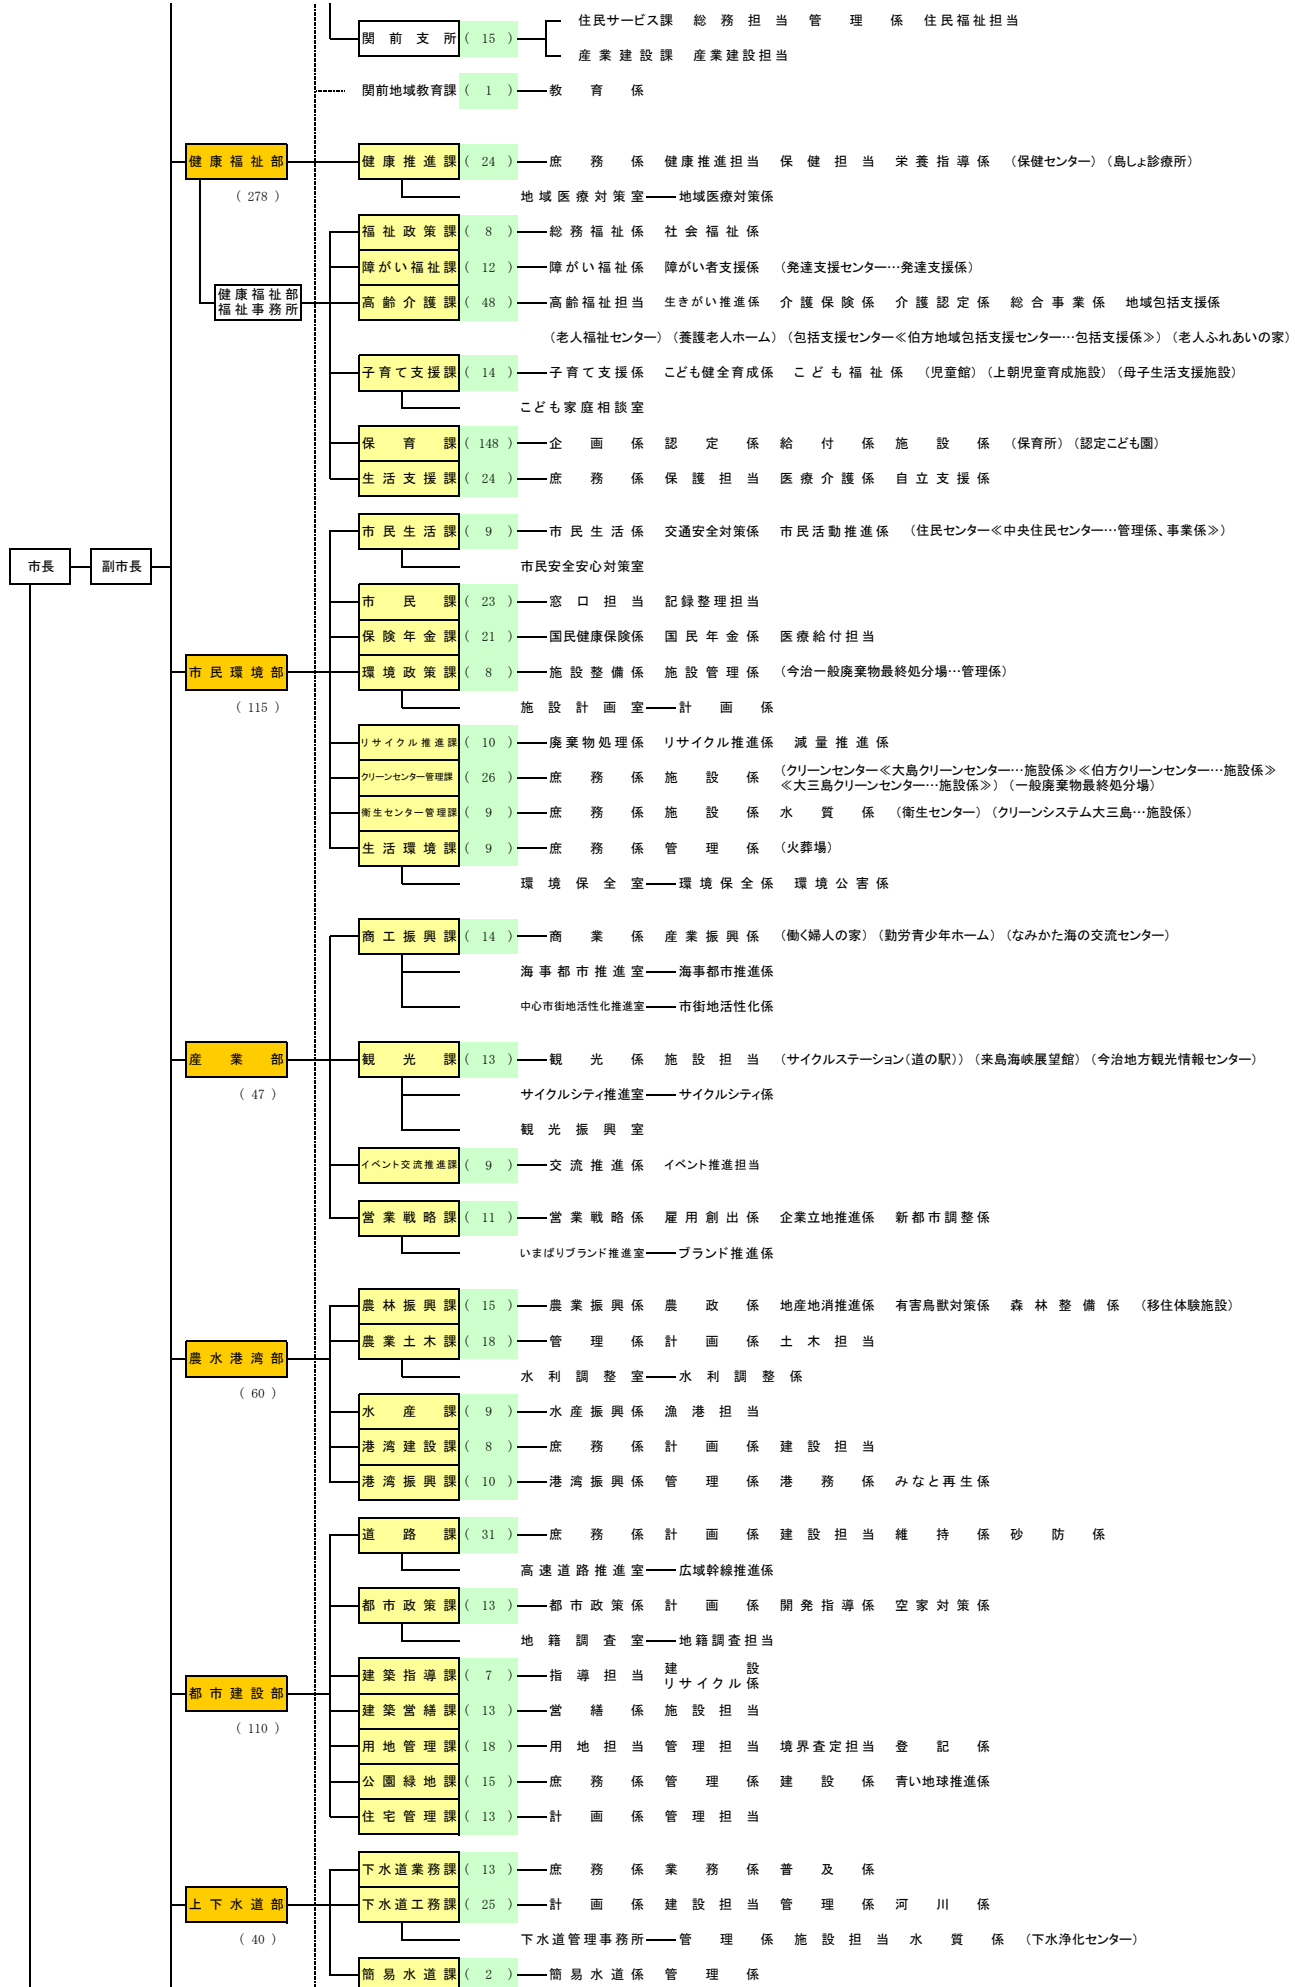 住民サービス課 総務担当 管理係 住民福祉担当
関前支所 ( 15 )
産業建設課 産業建設担当
関前地域教育課 ( 1 ) 教育係
健康福祉部 健康推進課 ( 24 ) 庶務係 健康推進担当 保健担当 栄養指導係 (保健センター) (島しょ診療所)
( 278 ) 地域医療対策室 地域医療対策係
福祉政策課 ( 8 ) 総務福祉係 社会福祉係
障がい福祉課 ( 12 ) 障がい福祉係 障がい者支援係 (発達支援センター…発達支援係)
健康福祉部
福祉事務所
高齢介護課 ( 48 ) 高齢福祉担当 生きがい推進係 介護保険係 介護認定係 総合事業係 地域包括支援係
(老人福祉センター) (養護老人ホーム) (包括支援センター≪伯方地域包括支援センター…包括支援係≫) (老人ふれあいの家)
子育て支援課 ( 14 ) 子育て支援係 こども健全育成係 こども福祉係 (児童館) (上朝児童育成施設) (母子生活支援施設)
こども家庭相談室
保育課 ( 148 ) 企画係 認定係 給付係 施設係 (保育所) (認定こども園)
生活支援課 ( 24 ) 庶務係 保護担当 医療介護係 自立支援係
市民生活課 ( 9 ) 市民生活係 交通安全対策係 市民活動推進係 (住民センター≪中央住民センター…管理係、事業係≫)
市長 副市長 市民安全安心対策室
市民課 ( 23 ) 窓口担当 記録整理担当
保険年金課 ( 21 ) 国民健康保険係 国民年金係 医療給付担当
市民環境部 環境政策課 ( 8 ) 施設整備係 施設管理係 (今治一般廃棄物最終処分場…管理係)
( 115 ) 施設計画室 計画係
リサイクル推進課 ( 10 ) 廃棄物処理係 リサイクル推進係 減量推進係
クリーンセンター管理課 ( 26 ) 庶務係 施設係 (クリーンセンター≪大島クリーンセンター…施設係≫≪伯方クリーンセンター…施設係≫
≪大三島クリーンセンター…施設係≫) (一般廃棄物最終処分場)
衛生センター管理課 ( 9 ) 庶務係 施設係 水質係 (衛生センター) (クリーンシステム大三島…施設係)
生活環境課 ( 9 ) 庶務係 管理係 (火葬場)
環境保全室 環境保全係 環境公害係
商工振興課 ( 14 ) 商業係 産業振興係 (働く婦人の家) (勤労青少年ホーム) (なみかた海の交流センター)
海事都市推進室 海事都市推進係
中心市街地活性化推進室 市街地活性化係
産業部 観光課 ( 13 ) 観光係 施設担当 (サイクルステーション(道の駅)) (来島海峡展望館) (今治地方観光情報センター)
( 47 ) サイクルシティ推進室 サイクルシティ係
観光振興室
イベント交流推進課 ( 9 ) 交流推進係 イベント推進担当
営業戦略課 ( 11 ) 営業戦略係 雇用創出係 企業立地推進係 新都市調整係
いまばりブランド推進室 ブランド推進係
農林振興課 ( 15 ) 農業振興係 農政係 地産地消推進係 有害鳥獣対策係 森林整備係 (移住体験施設)
農業土木課 ( 18 ) 管理係 計画係 土木担当
農水港湾部
水利調整室 水利調整係
( 60 )
水産課 ( 9 ) 水産振興係 漁港担当
港湾建設課 ( 8 ) 庶務係 計画係 建設担当
港湾振興課 ( 10 ) 港湾振興係 管理係 港務係 みなと再生係
道路課 ( 31 ) 庶務係 計画係 建設担当 維持係 砂防係
高速道路推進室 広域幹線推進係
都市政策課 ( 13 ) 都市政策係 計画係 開発指導係 空家対策係
地籍調査室 地籍調査担当
建築指導課 ( 7 ) 指導担当 建設
リサイクル係
都市建設部
建築営繕課 ( 13 ) 営繕係 施設担当
( 110 )
用地管理課 ( 18 ) 用地担当 管理担当 境界査定担当 登記係
公園緑地課 ( 15 ) 庶務係 管理係 建設係 青い地球推進係
住宅管理課 ( 13 ) 計画係 管理担当
下水道業務課 ( 13 ) 庶務係 業務係 普及係
上下水道部 下水道工務課 ( 25 ) 計画係 建設担当 管理係 河川係
( 40 ) 下水道管理事務所 管理係 施設担当 水質係 (下水浄化センター)
簡易水道課 ( 2 ) 簡易水道係 管理係